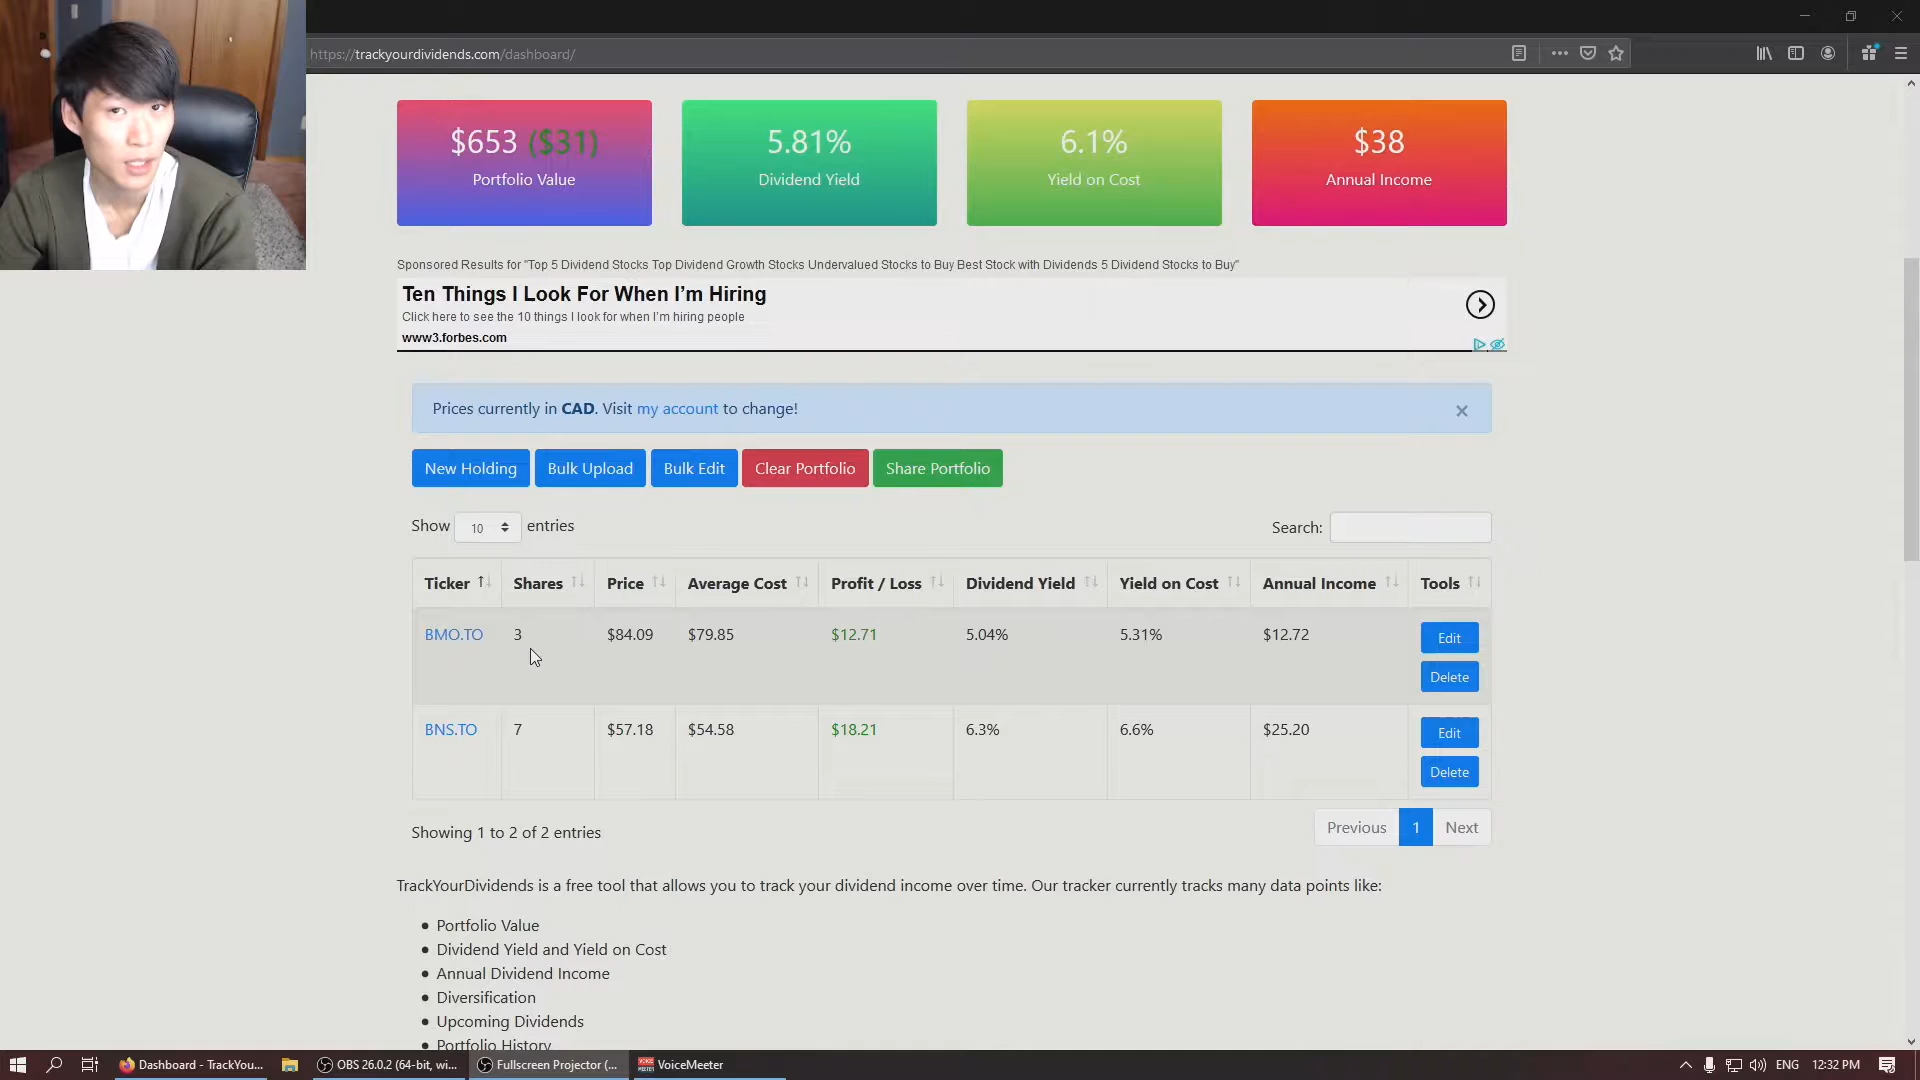 https://trackyourdividends.com/dashboard/
$653 ($31)
Portfolio Value
5.81%
Dividend Yield
6.1%
Yield on Cost
$38
Annual Income
Sponsored Results for "Top 5 Dividend Stocks Top Dividend Growth Stocks Undervalued Stocks to Buy Best Stock with Dividends 5 Dividend Stocks to Buy"
Ten Things I Look For When I'm Hiring
Click here to see the 10 things I look for when I'm hiring people
www3.forbes.com
Prices currently in CAD. Visit my account to change!
×
New Holding Bulk Upload Bulk Edit Clear Portfolio Share Portfolio
Show 10 entries Search:
Ticker Shares Price Average Cost Profit / Loss Dividend Yield Yield on Cost Annual Income Tools
BMO.TO 3 $84.09 $79.85 $12.71 5.04% 5.31% $12.72 Edit
Delete
BNS.TO 7 $57.18 $54.58 $18.21 6.3% 6.6% $25.20 Edit
Delete
Showing 1 to 2 of 2 entries Previous 1 Next
TrackYourDividends is a free tool that allows you to track your dividend income over time. Our tracker currently tracks many data points like:
• Portfolio Value
• Dividend Yield and Yield on Cost
• Annual Dividend Income
• Diversification
• Upcoming Dividends
• Portfolio History
Dashboard - TrackYou... OBS 26.0.2 (64-bit, wi... Fullscreen Projector (... VoiceMeeter ENG 12:32 PM